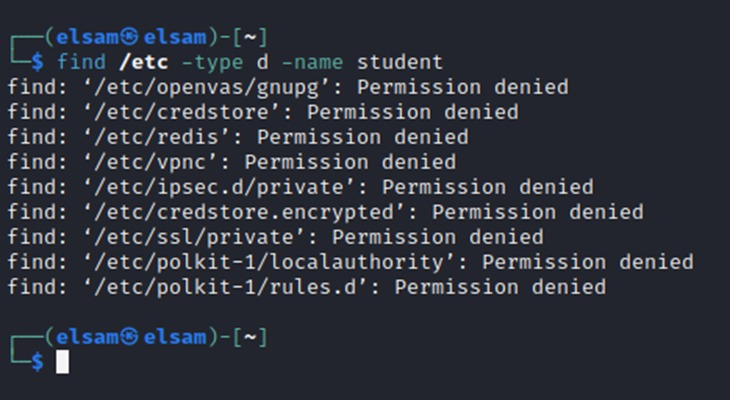 ┌──(elsam㉿elsam)-[~]
└─$ find /etc -type d -name student
find: ‘/etc/openvas/gnupg’: Permission denied
find: ‘/etc/credstore’: Permission denied
find: ‘/etc/redis’: Permission denied
find: ‘/etc/vpnc’: Permission denied
find: ‘/etc/ipsec.d/private’: Permission denied
find: ‘/etc/credstore.encrypted’: Permission denied
find: ‘/etc/ssl/private’: Permission denied
find: ‘/etc/polkit-1/localauthority’: Permission denied
find: ‘/etc/polkit-1/rules.d’: Permission denied
┌──(elsam㉿elsam)-[~]
└─$